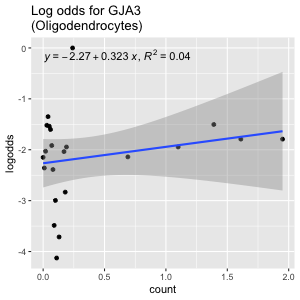 Log odds for GJA3
(Oligodendrocytes)
y = −2.27 + 0.323 x, R² = 0.04
0
-1
-2
-3
-4
logodds
0.0 0.5 1.0 1.5 2.0
count